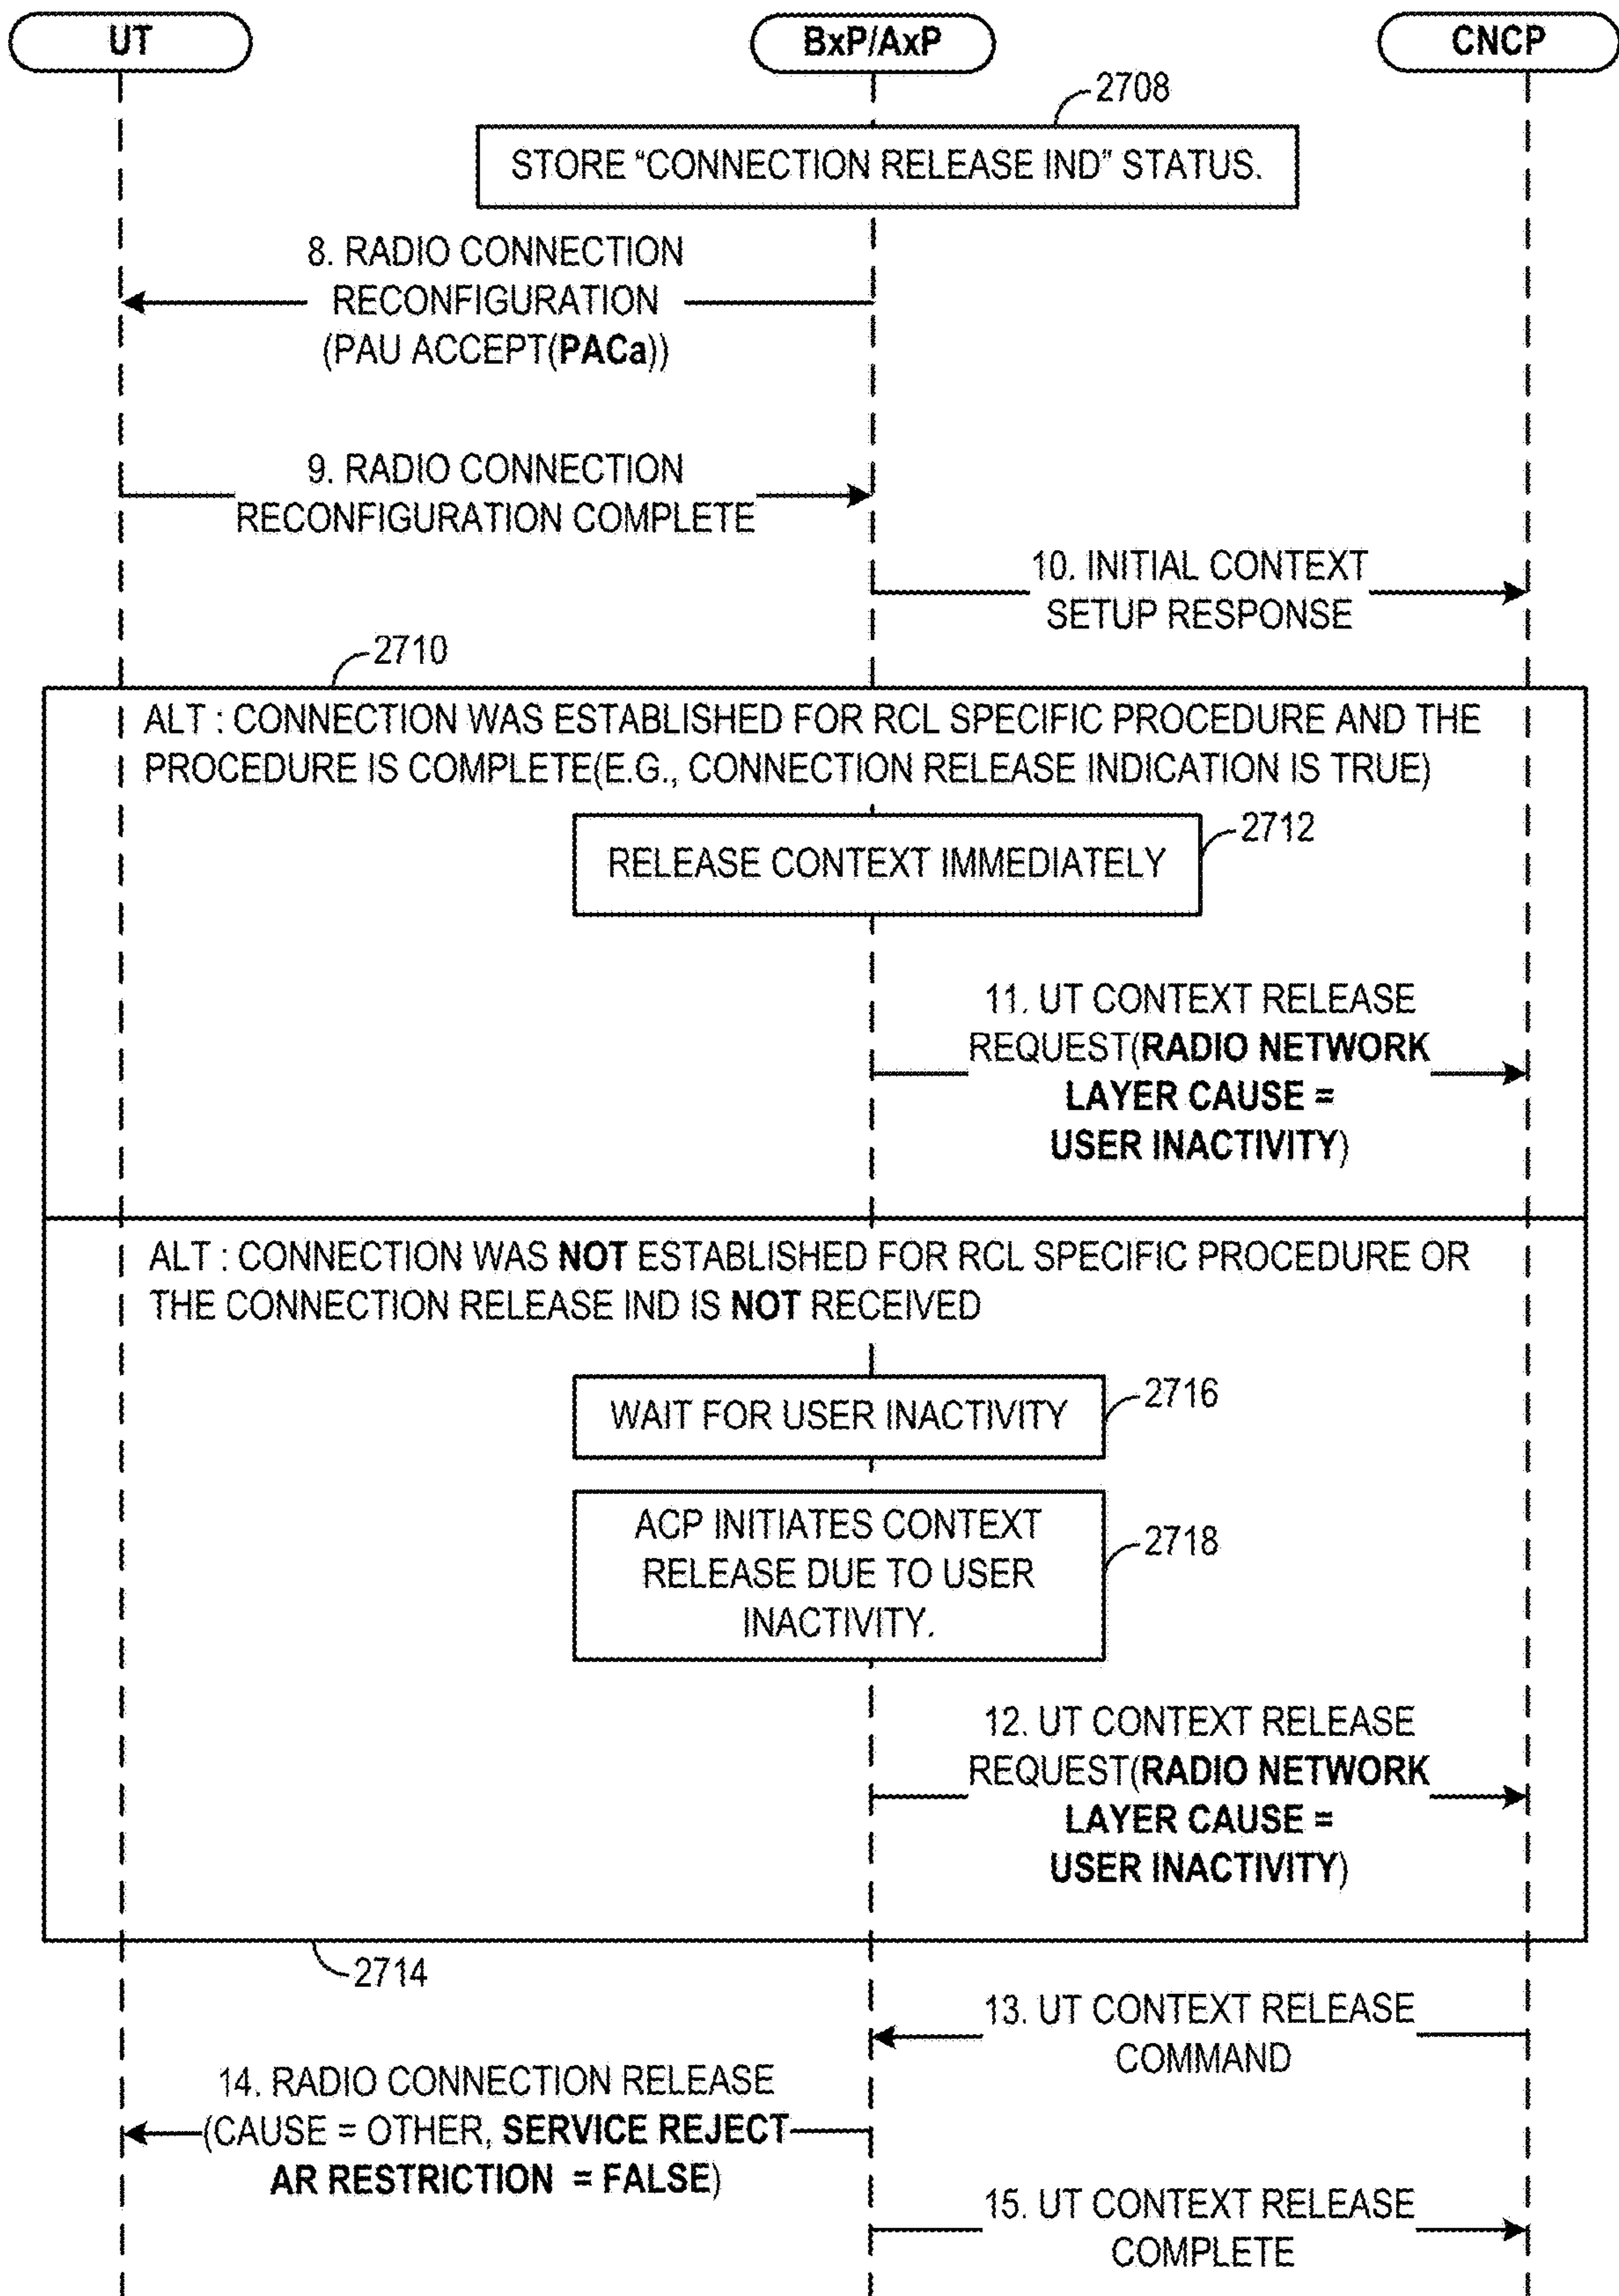 UT
BxP/AxP
CNCP
2708
STORE “CONNECTION RELEASE IND” STATUS.
8. RADIO CONNECTION
RECONFIGURATION
(PAU ACCEPT(PACa))
9. RADIO CONNECTION
RECONFIGURATION COMPLETE
10. INITIAL CONTEXT
SETUP RESPONSE
2710
ALT : CONNECTION WAS ESTABLISHED FOR RCL SPECIFIC PROCEDURE AND THE
PROCEDURE IS COMPLETE(E.G., CONNECTION RELEASE INDICATION IS TRUE)
2712
RELEASE CONTEXT IMMEDIATELY
11. UT CONTEXT RELEASE
REQUEST(RADIO NETWORK
LAYER CAUSE =
USER INACTIVITY)
ALT : CONNECTION WAS NOT ESTABLISHED FOR RCL SPECIFIC PROCEDURE OR
THE CONNECTION RELEASE IND IS NOT RECEIVED
2716
WAIT FOR USER INACTIVITY
ACP INITIATES CONTEXT
RELEASE DUE TO USER
INACTIVITY.
2718
12. UT CONTEXT RELEASE
REQUEST(RADIO NETWORK
LAYER CAUSE =
USER INACTIVITY)
2714
13. UT CONTEXT RELEASE
COMMAND
14. RADIO CONNECTION RELEASE
(CAUSE = OTHER, SERVICE REJECT
AR RESTRICTION = FALSE)
15. UT CONTEXT RELEASE
COMPLETE